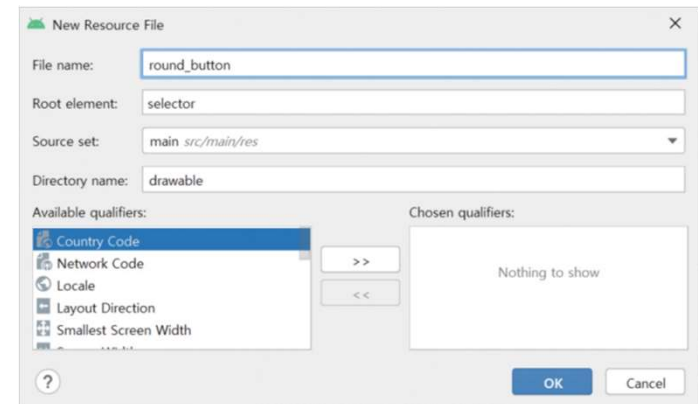 New Resource File
File name: round_button
Root element: selector
Source set: main src/main/res
Directory name: drawable
Available qualifiers: Chosen qualifiers:
Country Code
Network Code
Locale
Layout Direction
Smallest Screen Width
>>
<<
Nothing to show
?
OK Cancel